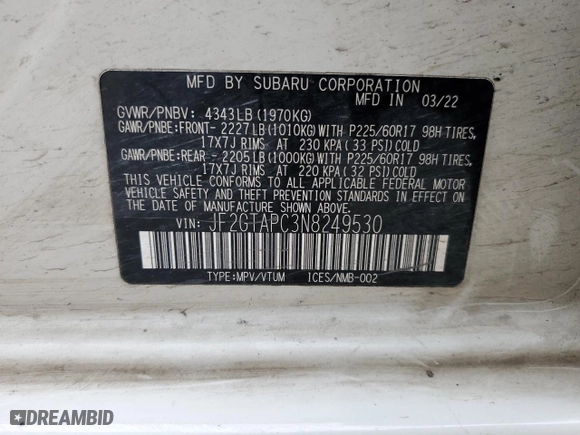 MFD BY SUBARU CORPORATION
MFD IN 03/22
GVWR/PNBV: 4343LB (1970KG)
GAWR/PNBE:FRONT- 2227LB(1010KG)WITH P225/60R17 98H TIRES,
17X7J RIMS AT 230 KPA(33 PSI)COLD
GAWR/PNBE:REAR- 2205LB(1000KG)WITH P225/60R17 98H TIRES,
17X7J RIMS AT 220 KPA(32 PSI)COLD
THIS VEHICLE CONFORMS TO ALL APPLICABLE FEDERAL MOTOR
VEHICLE SAFETY AND THEFT PREVENTION STANDARDS IN EFFECT
ON THE DATE OF MANUFACTURE SHOWN ABOVE.
VIN: JF2GTAPC3N8249530
TYPE:MPV/VTUM ICES/NMB-002
DREAMBID